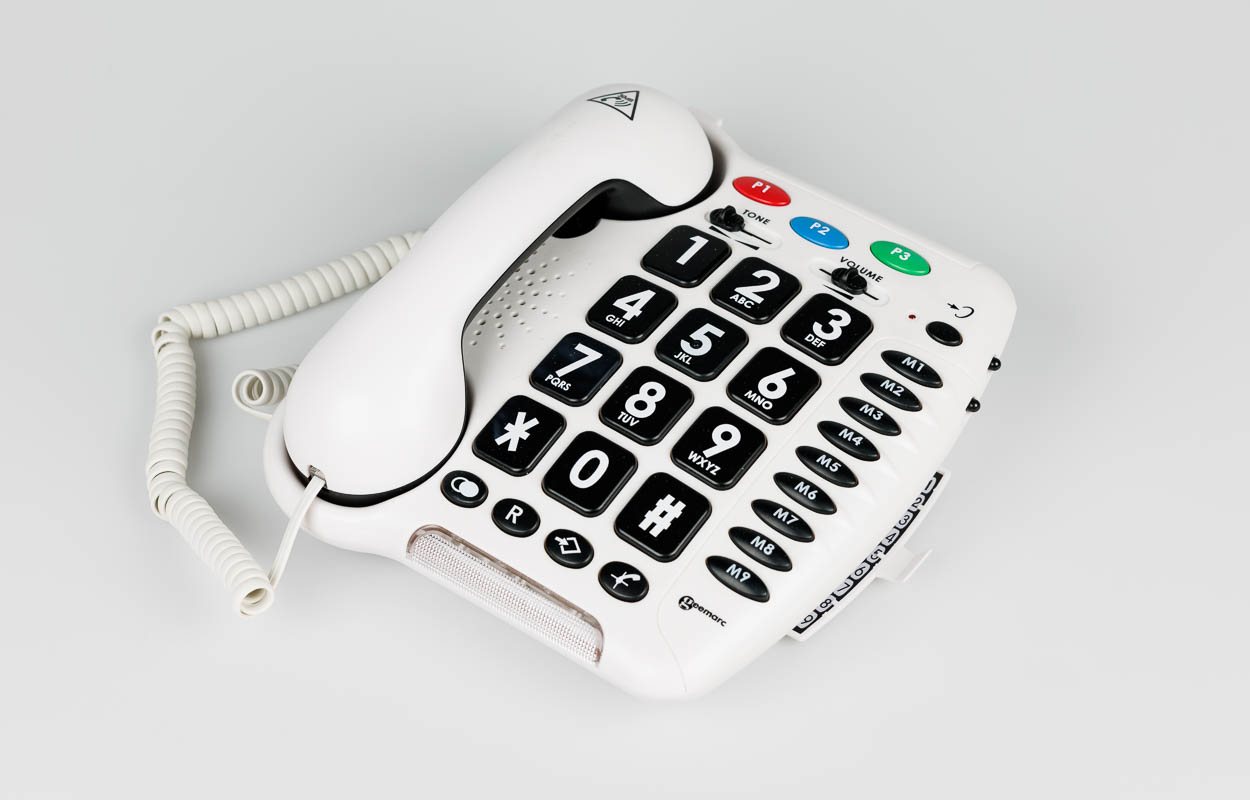 P1
P2
P3
TONE
VOLUME
1
2
ABC
3
DEF
4
GHI
5
JKL
6
MNO
7
PQRS
8
TUV
9
WXYZ
*
0
#
R
M1
M2
M3
M4
M5
M6
M7
M8
M9
geemarc